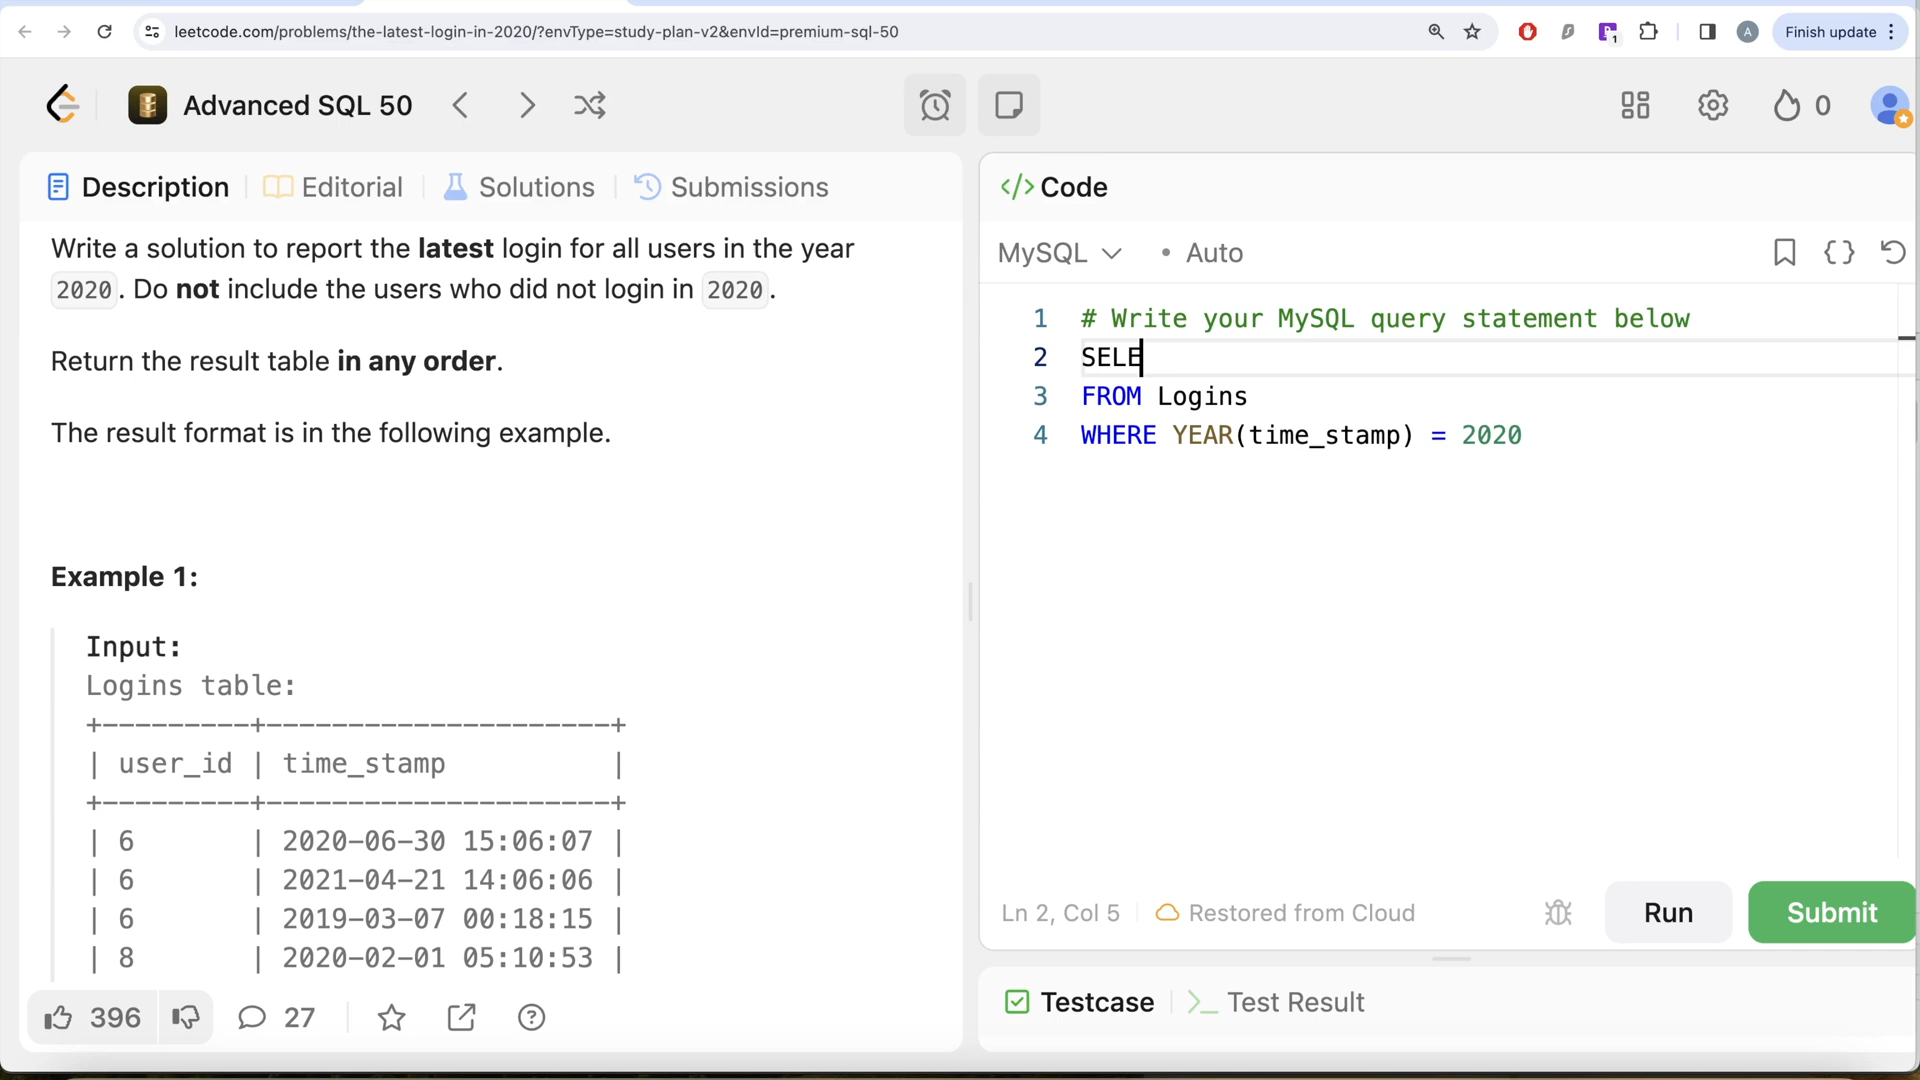 leetcode.com/problems/the-latest-login-in-2020/?envType=study-plan-v2&envId=premium-sql-50
1
A
Finish update
Advanced SQL 50
0
Description
Editorial
Solutions
Submissions
Write a solution to report the latest login for all users in the year
2020. Do not include the users who did not login in 2020.
Return the result table in any order.
The result format is in the following example.
Example 1:
Input:
Logins table:
+---------+---------------------+
| user_id | time_stamp          |
+---------+---------------------+
| 6       | 2020-06-30 15:06:07 |
| 6       | 2021-04-21 14:06:06 |
| 6       | 2019-03-07 00:18:15 |
| 8       | 2020-02-01 05:10:53 |
396
27
</> Code
MySQL
• Auto
{}
1 # Write your MySQL query statement below
2 SELE
3 FROM Logins
4 WHERE YEAR(time_stamp) = 2020
Ln 2, Col 5
Restored from Cloud
Run
Submit
Testcase
>_ Test Result